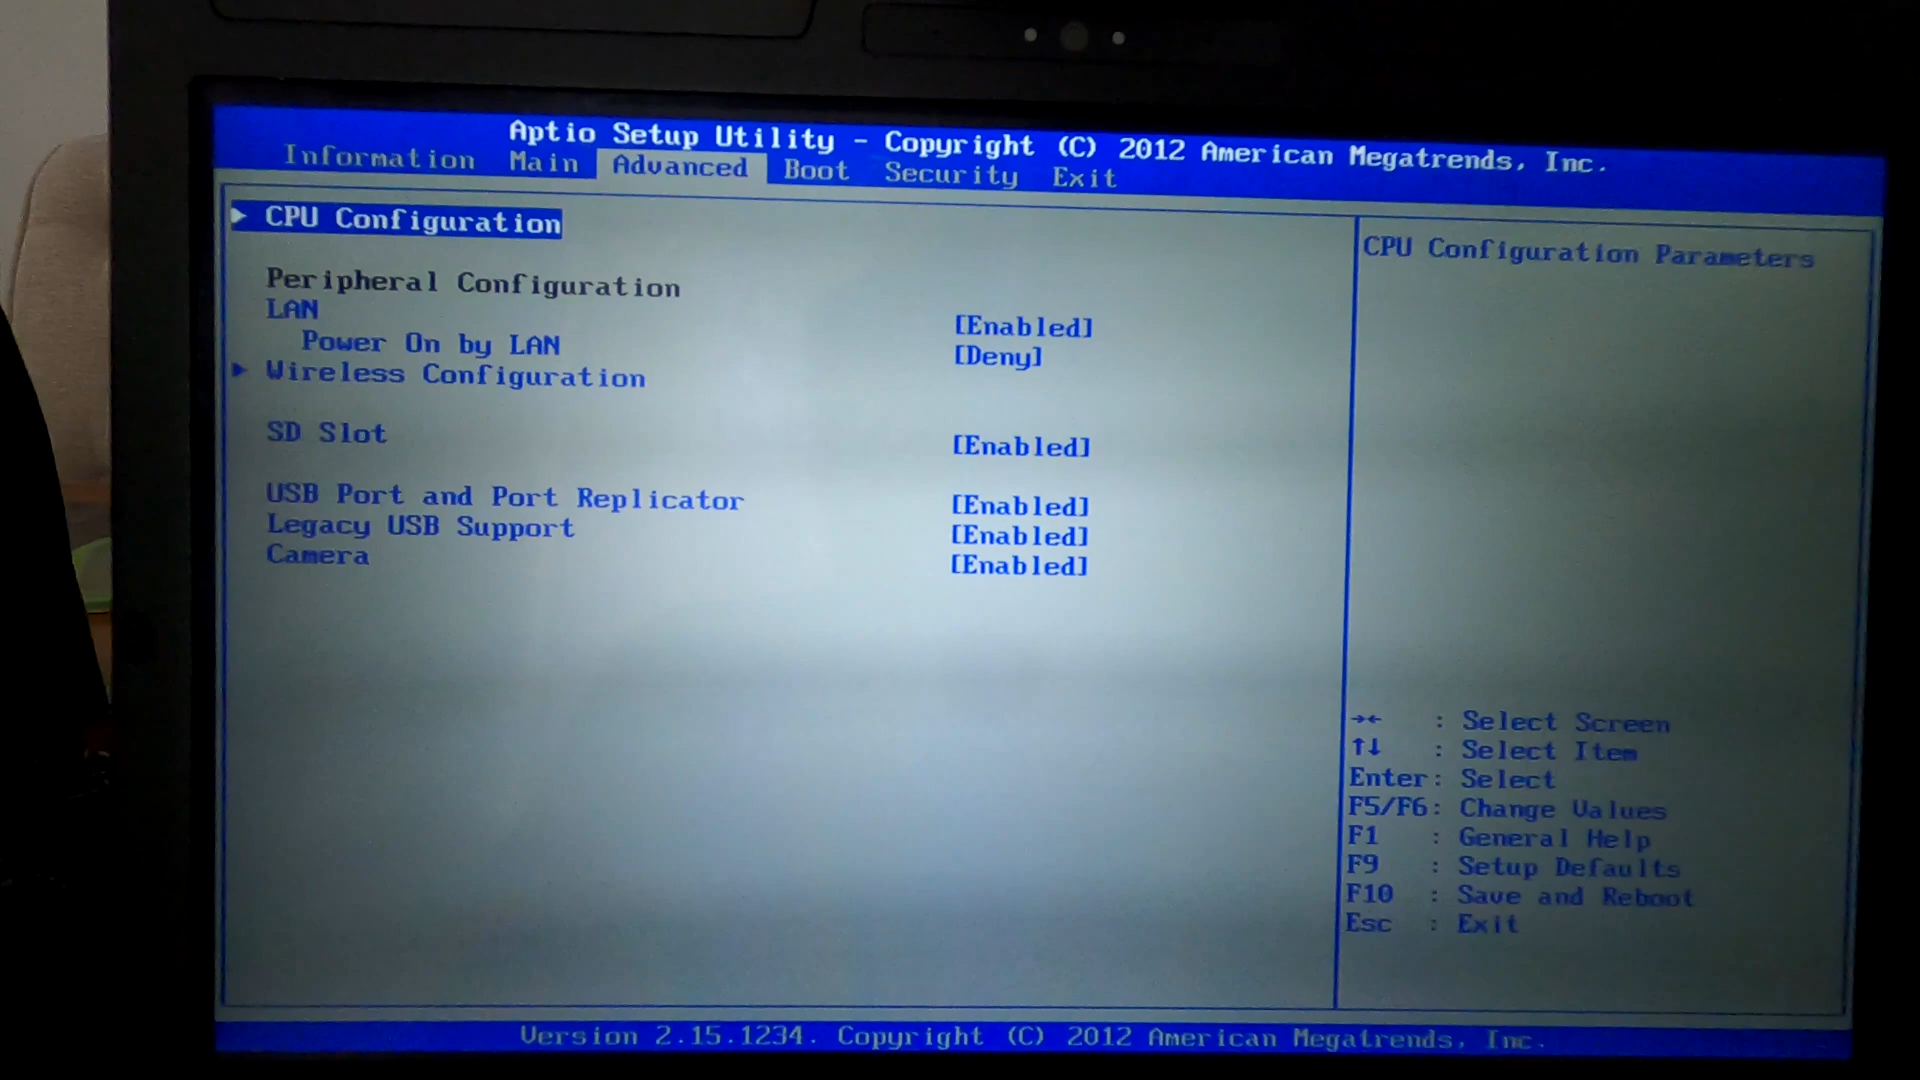 Aptio Setup Utility - Copyright (C) 2012 American Megatrends, Inc.
Information Main Advanced Boot Security Exit
► CPU Configuration
CPU Configuration Parameters
Peripheral Configuration
LAN [Enabled]
Power On by LAN [Deny]
► Wireless Configuration
SD Slot [Enabled]
USB Port and Port Replicator [Enabled]
Legacy USB Support [Enabled]
Camera [Enabled]
→← : Select Screen
↑↓ : Select Item
Enter: Select
F5/F6: Change Values
F1 : General Help
F9 : Setup Defaults
F10 : Save and Reboot
Esc : Exit
Version 2.15.1234. Copyright (C) 2012 American Megatrends, Inc.